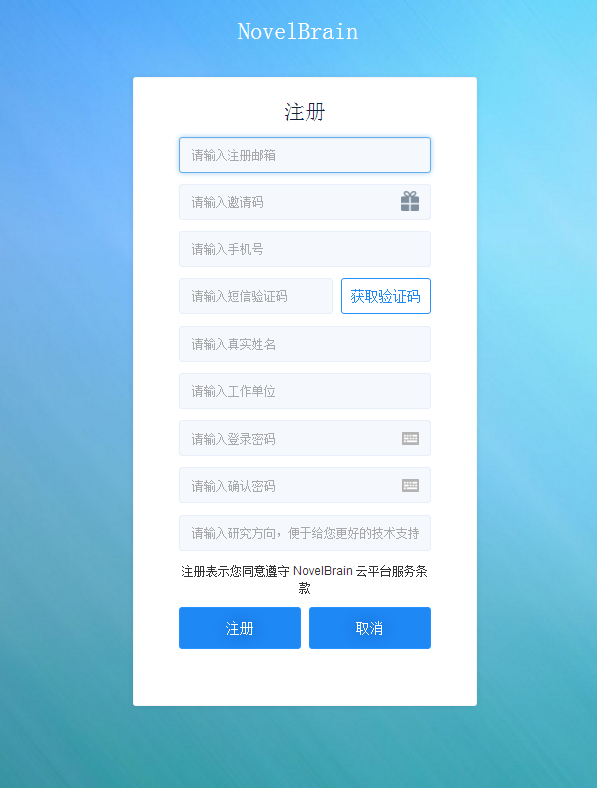 NovelBrain
注册
请输入注册邮箱
请输入邀请码
请输入手机号
请输入短信验证码 获取验证码
请输入真实姓名
请输入工作单位
请输入登录密码
请输入确认密码
请输入研究方向，便于给您更好的技术支持
注册表示您同意遵守 NovelBrain 云平台服务条
款
注册 取消